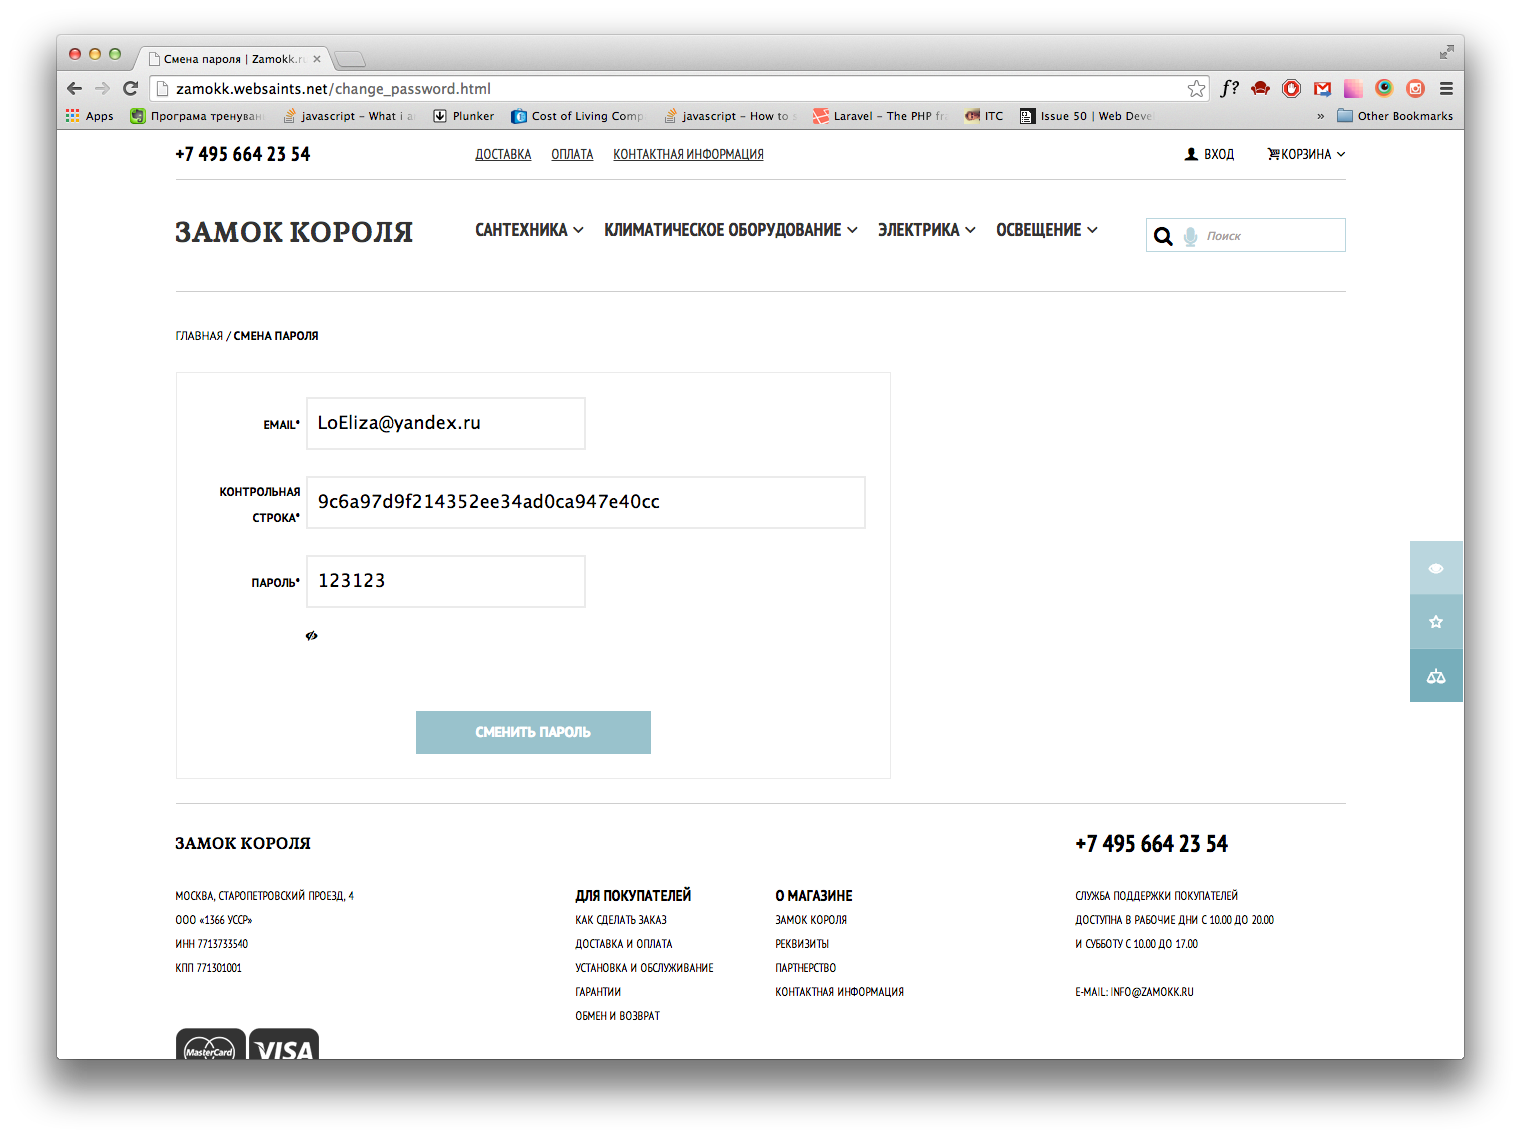 Смена пароля | Zamokk.ru
zamokk.websaints.net/change_password.html
Apps Програма тренуван javascript – What i a Plunker Cost of Living Comp javascript – How to s Laravel – The PHP fra ITC Issue 50 | Web Deve » Other Bookmarks
+7 495 664 23 54 ДОСТАВКА ОПЛАТА КОНТАКТНАЯ ИНФОРМАЦИЯ ВХОД КОРЗИНА
ЗАМОК КОРОЛЯ САНТЕХНИКА КЛИМАТИЧЕСКОЕ ОБОРУДОВАНИЕ ЭЛЕКТРИКА ОСВЕЩЕНИЕ Поиск
ГЛАВНАЯ / СМЕНА ПАРОЛЯ
EMAIL* LoEliza@yandex.ru
КОНТРОЛЬНАЯ
СТРОКА* 9c6a97d9f214352ee34ad0ca947e40cc
ПАРОЛЬ* 123123
СМЕНИТЬ ПАРОЛЬ
ЗАМОК КОРОЛЯ
МОСКВА, СТАРОПЕТРОВСКИЙ ПРОЕЗД, 4
ООО «1366 УССР»
ИНН 7713733540
КПП 771301001
MasterCard VISA
ДЛЯ ПОКУПАТЕЛЕЙ
КАК СДЕЛАТЬ ЗАКАЗ
ДОСТАВКА И ОПЛАТА
УСТАНОВКА И ОБСЛУЖИВАНИЕ
ГАРАНТИИ
ОБМЕН И ВОЗВРАТ
О МАГАЗИНЕ
ЗАМОК КОРОЛЯ
РЕКВИЗИТЫ
ПАРТНЕРСТВО
КОНТАКТНАЯ ИНФОРМАЦИЯ
+7 495 664 23 54
СЛУЖБА ПОДДЕРЖКИ ПОКУПАТЕЛЕЙ
ДОСТУПНА В РАБОЧИЕ ДНИ С 10.00 ДО 20.00
И СУББОТУ С 10.00 ДО 17.00
E-MAIL: INFO@ZAMOKK.RU